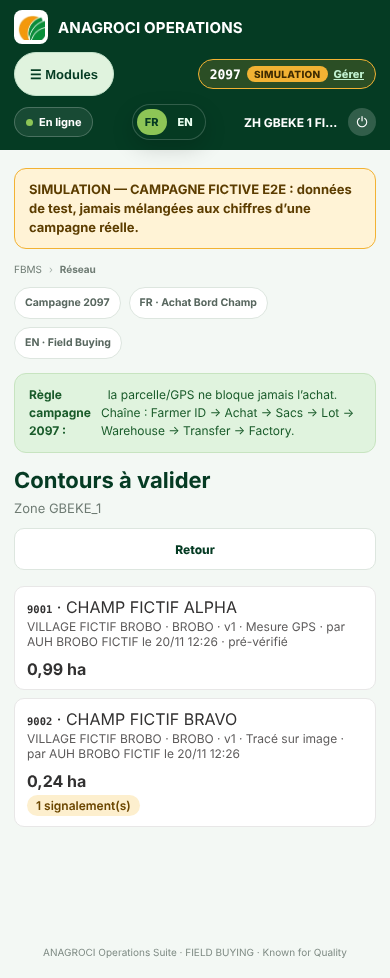 ANAGROCI OPERATIONS
☰ Modules
2097 SIMULATION Gérer
En ligne
FR EN
ZH GBEKE 1 FI...
SIMULATION — CAMPAGNE FICTIVE E2E : données
de test, jamais mélangées aux chiffres d’une
campagne réelle.
FBMS › Réseau
Campagne 2097
FR · Achat Bord Champ
EN · Field Buying
Règle
campagne
2097 :
la parcelle/GPS ne bloque jamais l’achat.
Chaîne : Farmer ID → Achat → Sacs → Lot →
Warehouse → Transfer → Factory.
Contours à valider
Zone GBEKE_1
Retour
9001 · CHAMP FICTIF ALPHA
VILLAGE FICTIF BROBO · BROBO · v1 · Mesure GPS · par
AUH BROBO FICTIF le 20/11 12:26 · pré-vérifié
0,99 ha
9002 · CHAMP FICTIF BRAVO
VILLAGE FICTIF BROBO · BROBO · v1 · Tracé sur image ·
par AUH BROBO FICTIF le 20/11 12:26
0,24 ha
1 signalement(s)
ANAGROCI Operations Suite · FIELD BUYING · Known for Quality